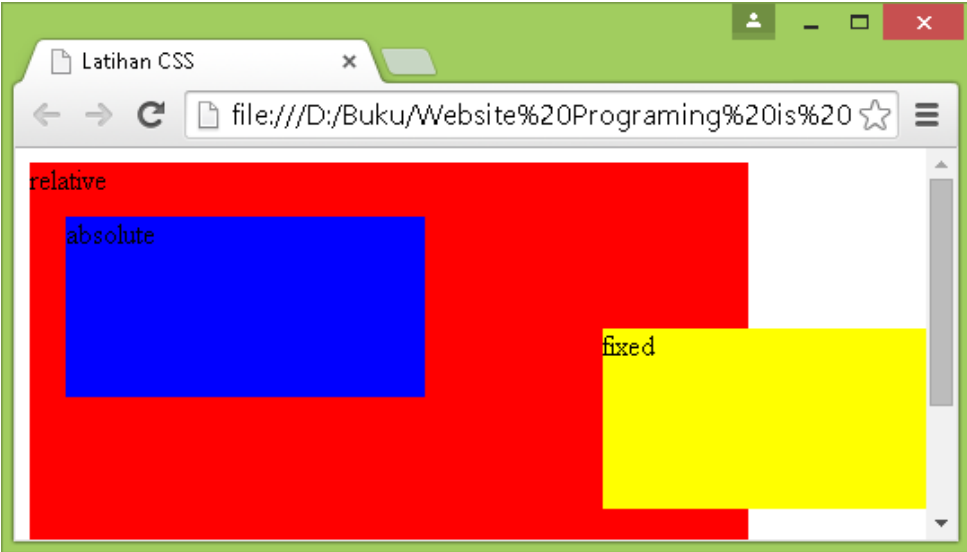 Latihan CSS
file:///D:/Buku/Website%20Programing%20is%20
relative
absolute
fixed